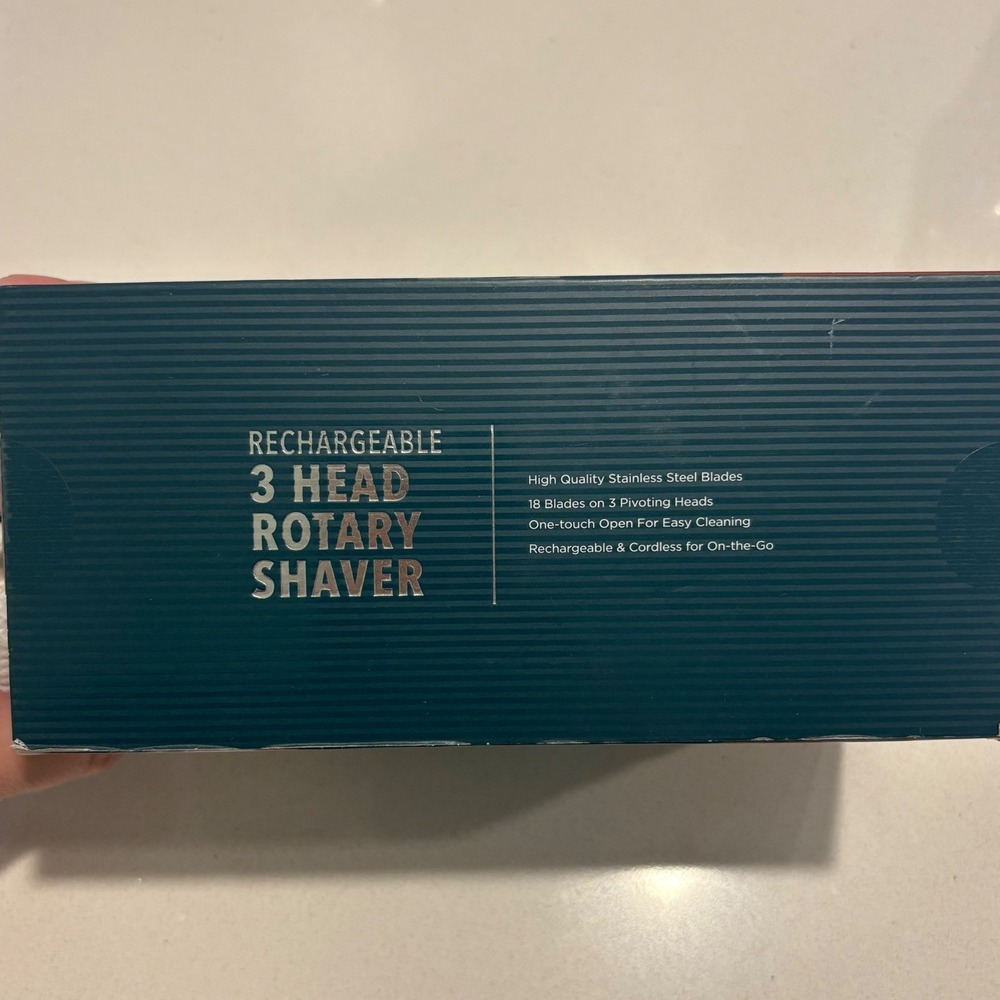 RECHARGEABLE
3 HEAD
ROTARY
SHAVER
High Quality Stainless Steel Blades
18 Blades on 3 Pivoting Heads
One-touch Open For Easy Cleaning
Rechargeable & Cordless for On-the-Go